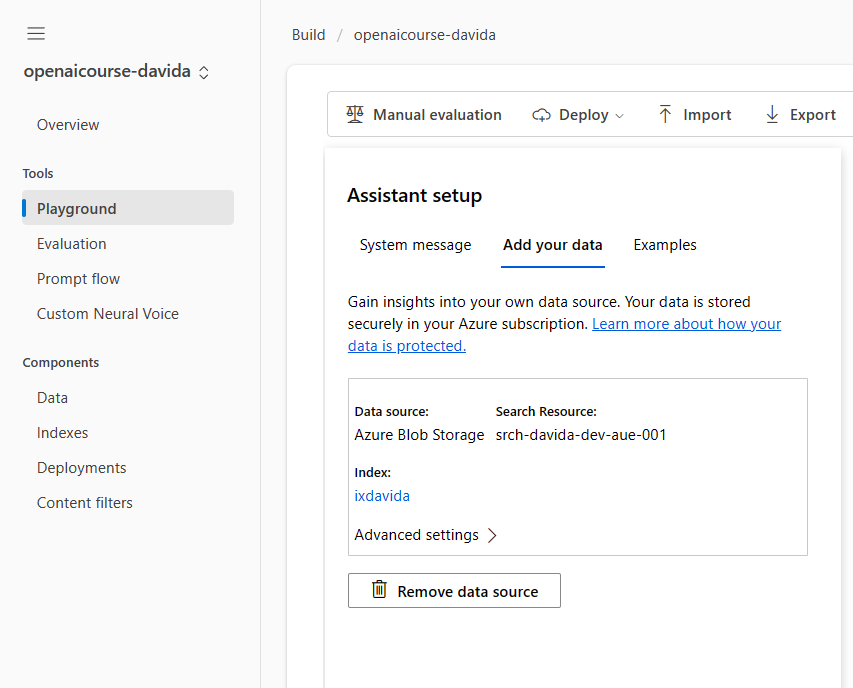 Build / openaicourse-davida
openaicourse-davida
Overview
Tools
Playground
Evaluation
Prompt flow
Custom Neural Voice
Components
Data
Indexes
Deployments
Content filters
Manual evaluation Deploy Import Export
Assistant setup
System message Add your data Examples
Gain insights into your own data source. Your data is stored
securely in your Azure subscription. Learn more about how your
data is protected.
Data source: Search Resource:
Azure Blob Storage srch-davida-dev-aue-001
Index:
ixdavida
Advanced settings
Remove data source